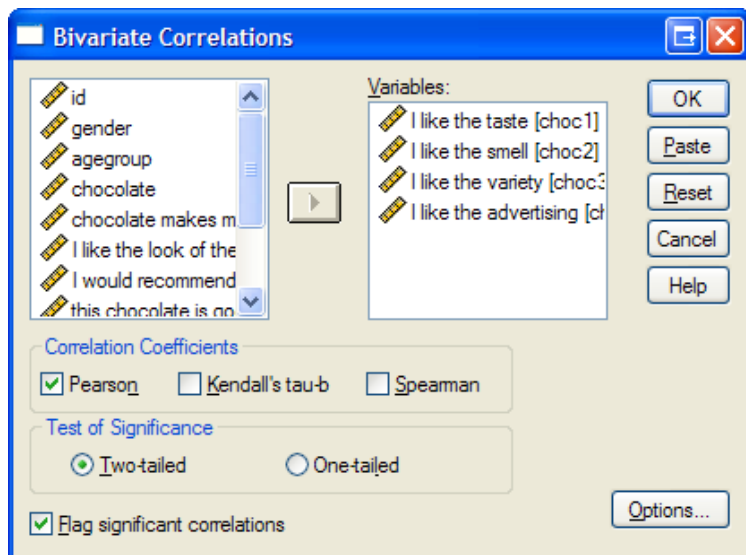 Bivariate Correlations
id
gender
agegroup
chocolate
chocolate makes m
I like the look of the
I would recommend
this chocolate is go
Variables:
I like the taste [choc1]
I like the smell [choc2]
I like the variety [choc3
I like the advertising [ch
OK
Paste
Reset
Cancel
Help
Correlation Coefficients
Pearson Kendall's tau-b Spearman
Test of Significance
Two-tailed One-tailed
Flag significant correlations
Options...